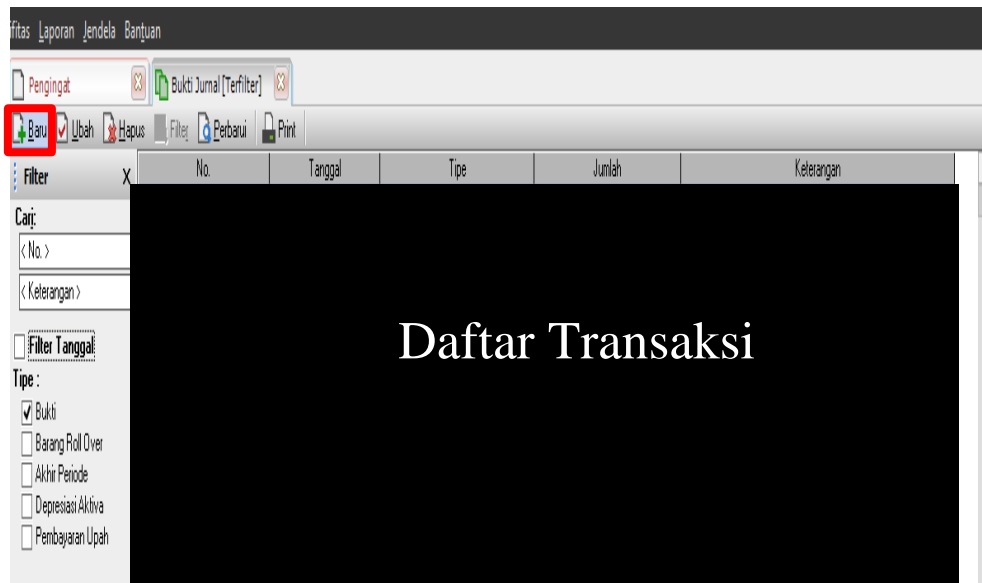 ifitas Laporan Jendela Bantuan
Pengingat Bukti Jurnal [Terfilter]
Baru Ubah Hapus Filter Perbarui Print
Filter X No. Tanggal Tipe Jumlah Keterangan
Cari:
< No. >
< Keterangan >
Daftar Transaksi
Filter Tanggal
Tipe :
Bukti
Barang Roll Over
Akhir Periode
Depresiasi Aktiva
Pembayaran Upah